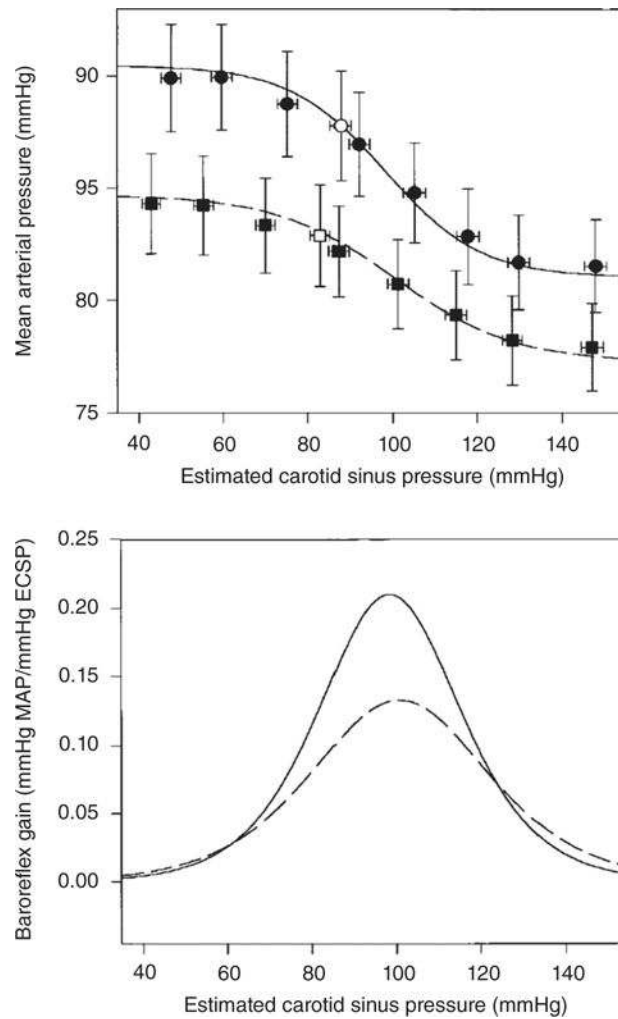 Mean arterial pressure (mmHg)
90
95
80
75
40 60 80 100 120 140
Estimated carotid sinus pressure (mmHg)
Baroreflex gain (mmHg MAP/mmHg ECSP)
0.25
0.20
0.15
0.10
0.05
0.00
40 60 80 100 120 140
Estimated carotid sinus pressure (mmHg)